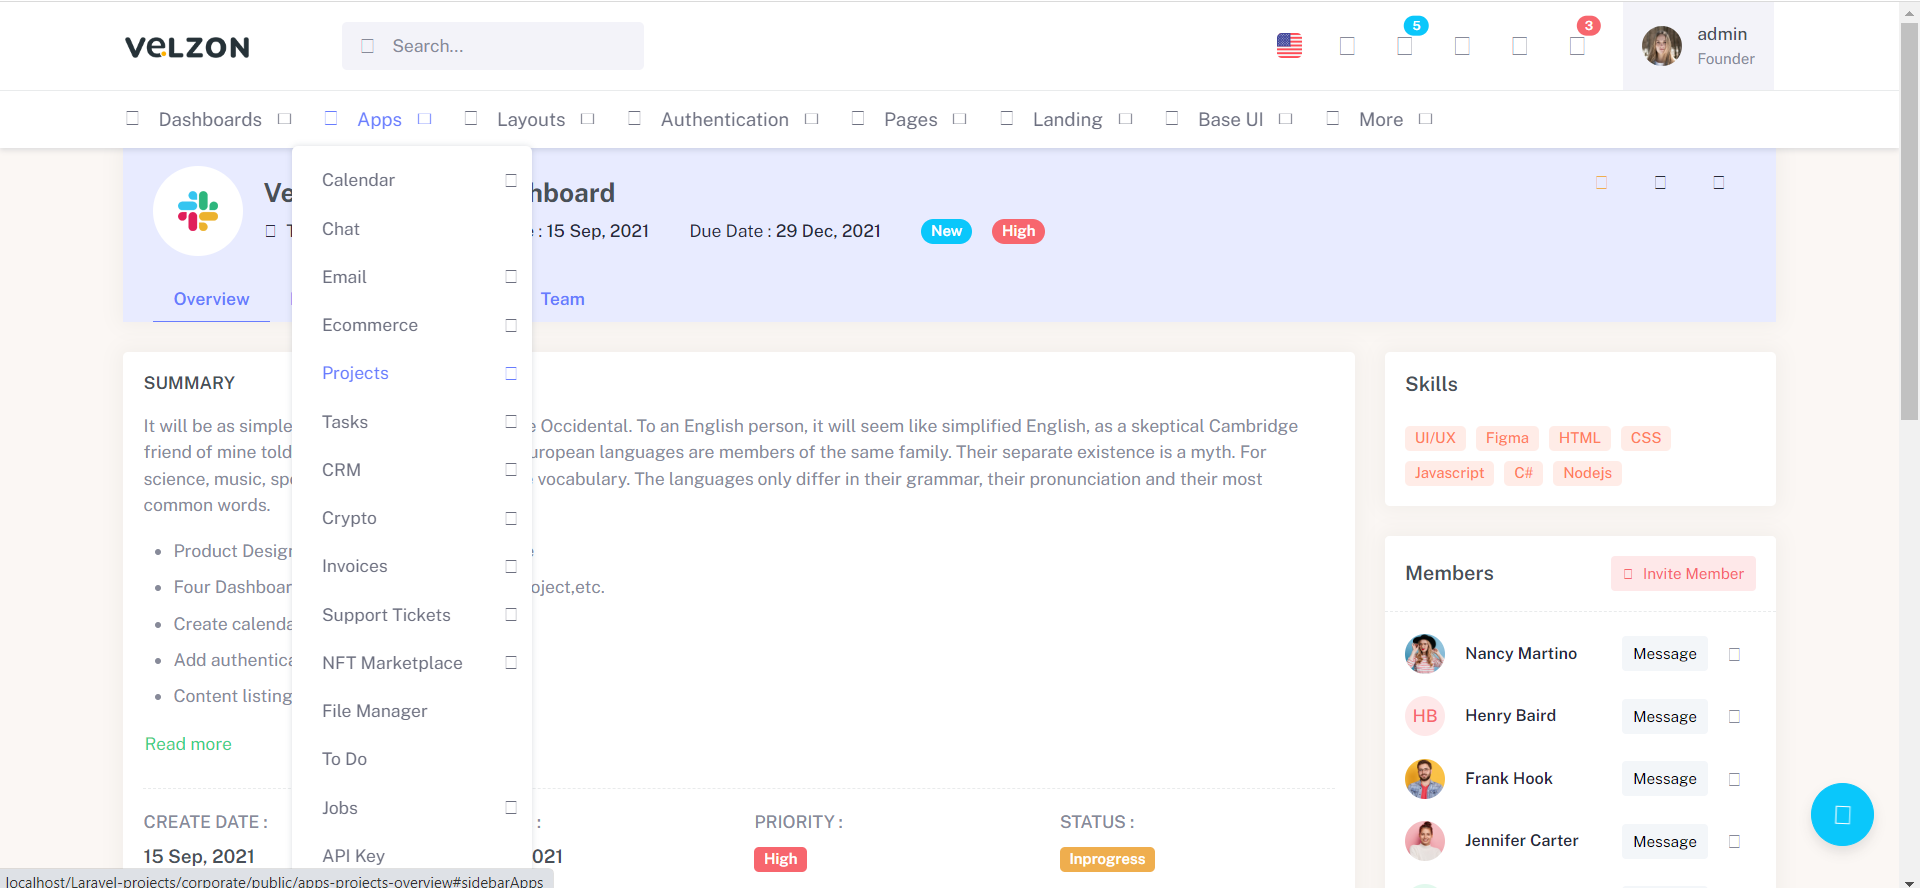 VELZON
Search...
5
3
admin
Founder
Dashboards
Apps
Layouts
Authentication
Pages
Landing
Base UI
More
Calendar
Chat
Email
Ecommerce
Projects
Tasks
CRM
Crypto
Invoices
Support Tickets
NFT Marketplace
File Manager
To Do
Jobs
API Key
Ve
hboard
: 15 Sep, 2021
Due Date : 29 Dec, 2021
New
High
Overview
Team
SUMMARY
It will be as simple Occidental. To an English person, it will seem like simplified English, as a skeptical Cambridge
friend of mine told uropean languages are members of the same family. Their separate existence is a myth. For
science, music, sp vocabulary. The languages only differ in their grammar, their pronunciation and their most
common words.
Product Design
Four Dashboar oject,etc.
Create calenda
Add authentica
Content listing
Read more
CREATE DATE :
15 Sep, 2021
:
021
PRIORITY :
High
STATUS :
Inprogress
Skills
UI/UX
Figma
HTML
CSS
Javascript
C#
Nodejs
Members
Invite Member
Nancy Martino
Message
HB
Henry Baird
Message
Frank Hook
Message
Jennifer Carter
Message
localhost/Laravel-projects/corporate/public/apps-projects-overview#sidebarApps